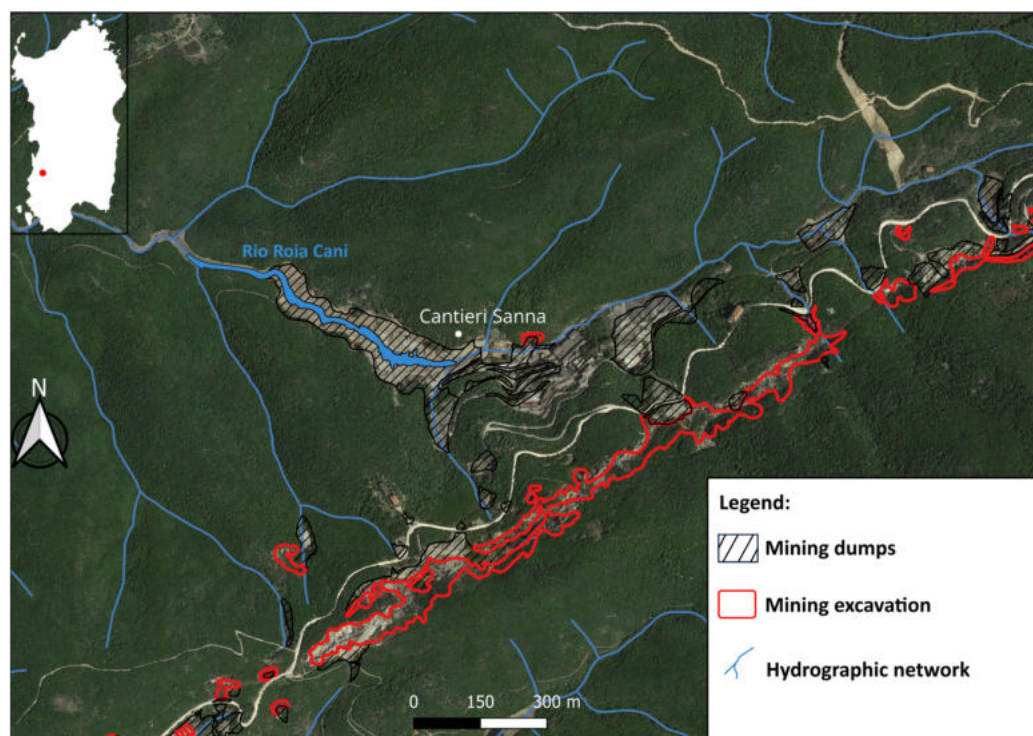 Rio Roia Cani
Cantieri Sanna
N
0 150 300 m
Legend:
Mining dumps
Mining excavation
Hydrographic network